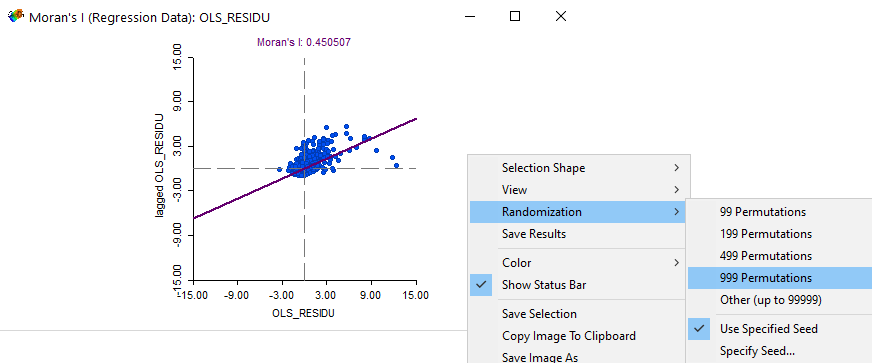 Moran's I (Regression Data): OLS_RESIDU
Moran's I: 0.450507
15.00
9.00
3.00
-3.00
-9.00
-15.00
lagged OLS_RESIDU
-15.00 -9.00 -3.00 3.00 9.00 15.00
OLS_RESIDU
Selection Shape
View
Randomization
Save Results
Color
Show Status Bar
Save Selection
Copy Image To Clipboard
Save Image As
99 Permutations
199 Permutations
499 Permutations
999 Permutations
Other (up to 99999)
Use Specified Seed
Specify Seed...